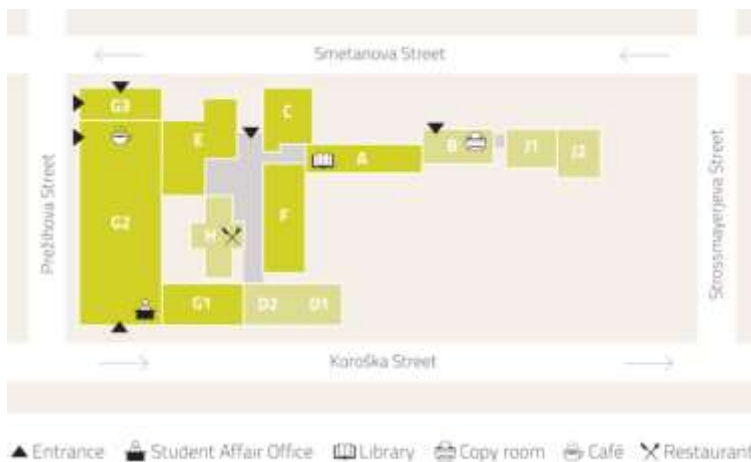 Smetanova Street
G3
C
E
B
A
J1
J2
Prežihova Street
Strossmayerjeva Street
G2
F
H
G1
D2
D1
Koroška Street
Entrance
Student Affair Office
Library
Copy room
Café
Restaurant